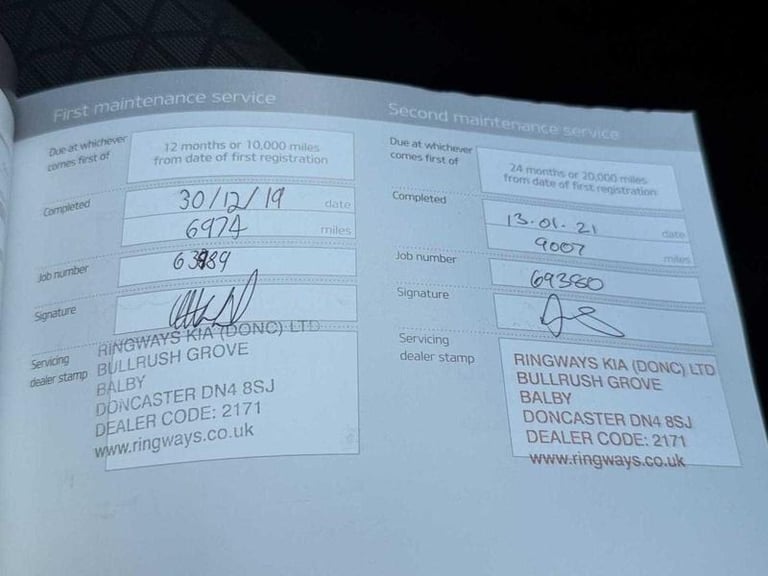 First maintenance service
Due at whichever
comes first of
12 months or 10,000 miles
from date of first registration
Completed
30/12/19 date
6974 miles
Job number
63989
Signature
Servicing
dealer stamp
RINGWAYS KIA (DONC) LTD
BULLRUSH GROVE
BALBY
DONCASTER DN4 8SJ
DEALER CODE: 2171
www.ringways.co.uk
Second maintenance service
Due at whichever
comes first of
24 months or 20,000 miles
from date of first registration
Completed
13.01.21 date
9007 miles
Job number
69380
Signature
Servicing
dealer stamp
RINGWAYS KIA (DONC) LTD
BULLRUSH GROVE
BALBY
DONCASTER DN4 8SJ
DEALER CODE: 2171
www.ringways.co.uk